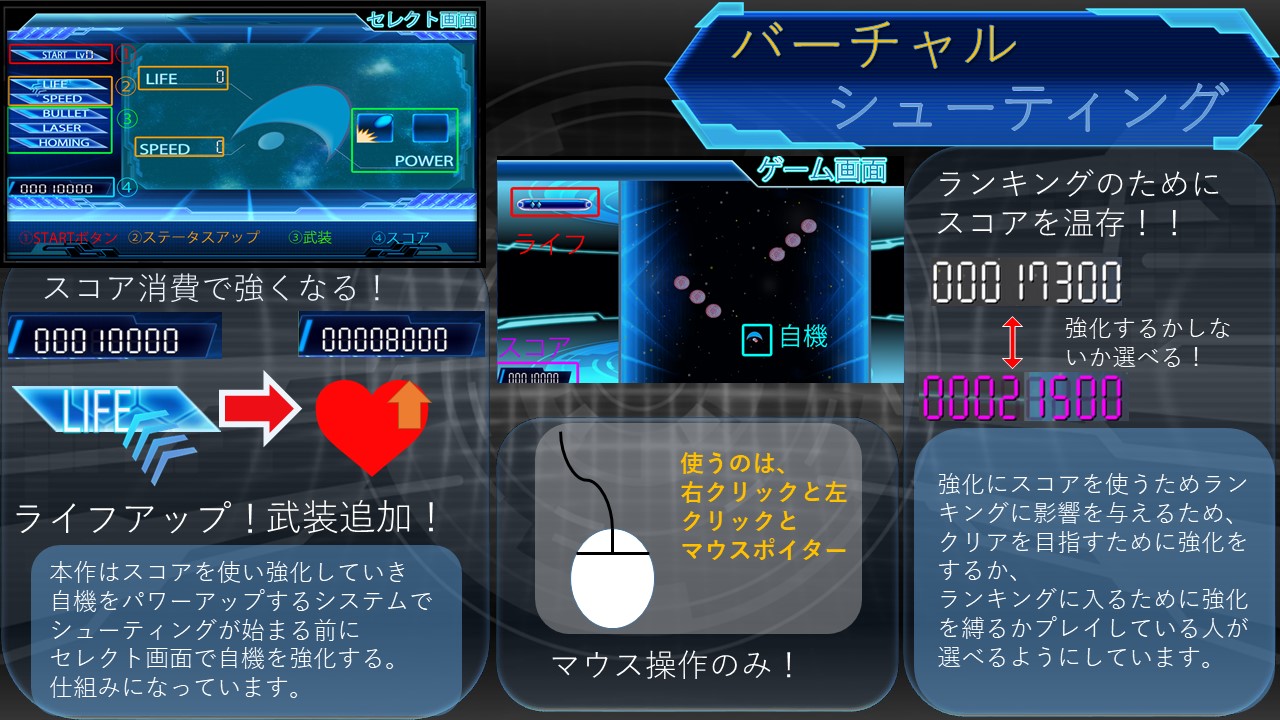 セレクト画面
START Lv1
①
LIFE
SPEED
②
BULLET
LASER
HOMING
③
00010000
④
LIFE 0
SPEED 0
POWER
①STARTボタン ②ステータスアップ ③武装 ④スコア
スコア消費で強くなる！
00010000
00008000
LIFE
ライフアップ！武装追加！
本作はスコアを使い強化していき
自機をパワーアップするシステムで
シューティングが始まる前に
セレクト画面で自機を強化する。
仕組みになっています。
バーチャル
シューティング
ゲーム画面
ライフ
自機
スコア
00010000
使うのは、
右クリックと左
クリックと
マウスポイター
マウス操作のみ！
ランキングのために
スコアを温存！！
00017300
強化するかしな
いか選べる！
00021500
強化にスコアを使うためラン
キングに影響を与えるため、
クリアを目指すために強化を
するか、
ランキングに入るために強化
を縛るかプレイしている人が
選べるようにしています。